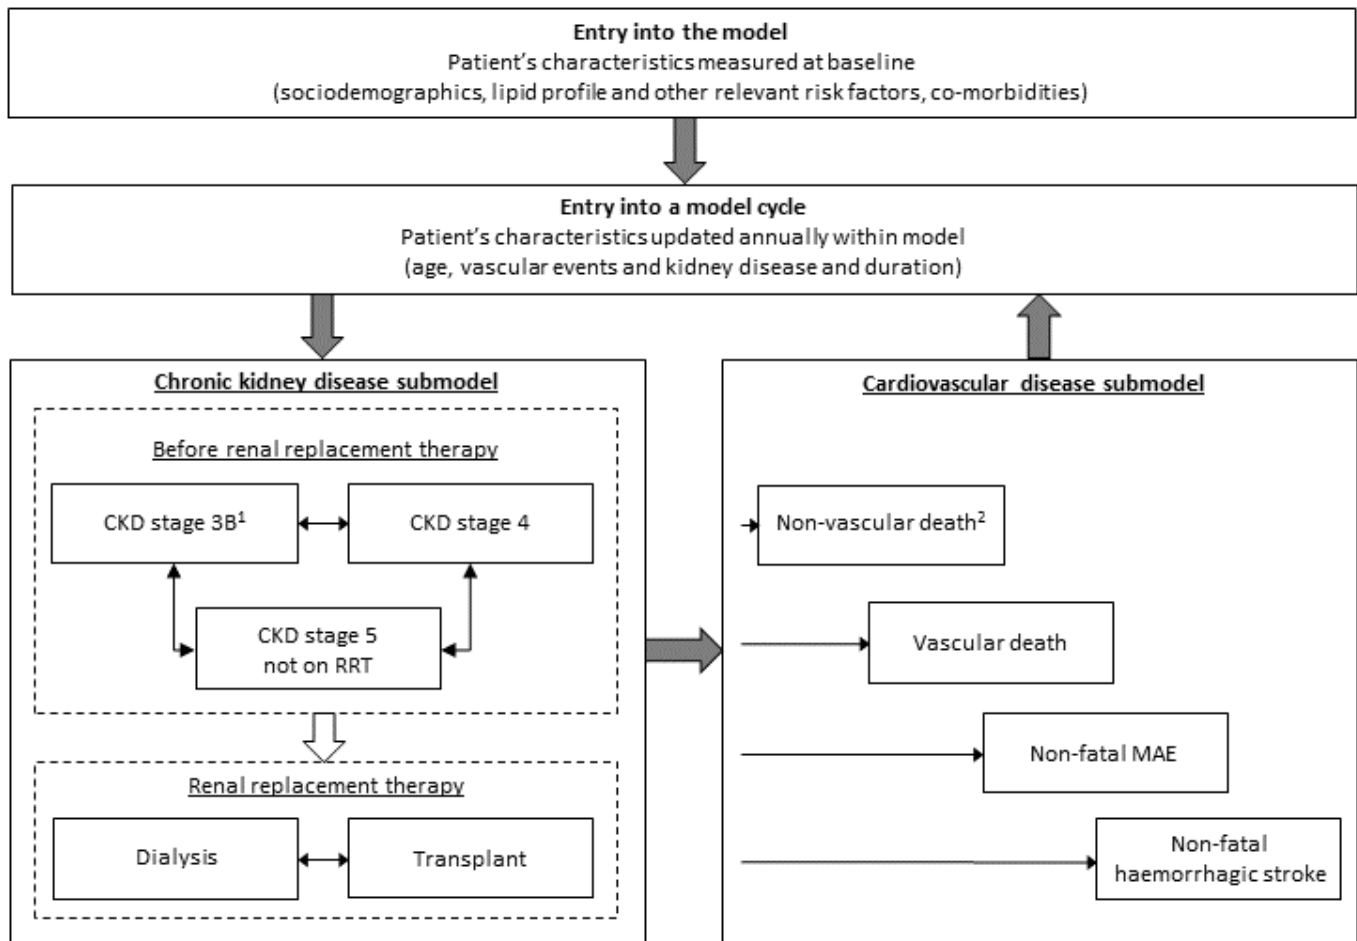 Entry into the model
Patient's characteristics measured at baseline
(sociodemographics, lipid profile and other relevant risk factors, co-morbidities)
Entry into a model cycle
Patient's characteristics updated annually within model
(age, vascular events and kidney disease and duration)
Chronic kidney disease submodel
Before renal replacement therapy
CKD stage 3B¹
CKD stage 4
CKD stage 5
not on RRT
Renal replacement therapy
Dialysis
Transplant
Cardiovascular disease submodel
Non-vascular death²
Vascular death
Non-fatal MAE
Non-fatal
haemorrhagic stroke